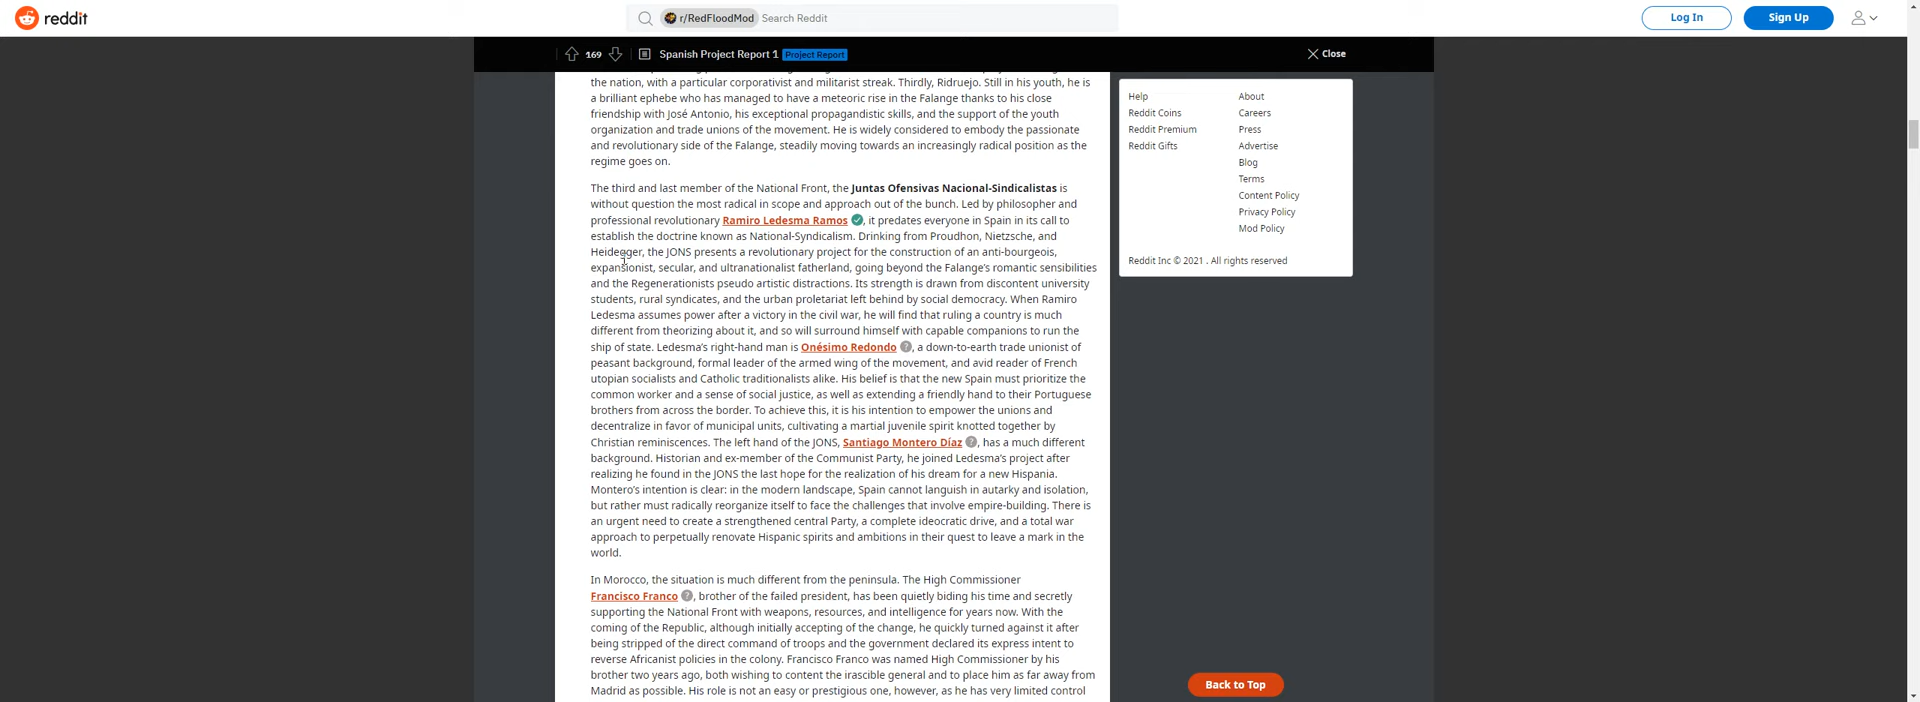 reddit
r/RedFloodMod Search Reddit
Log In
Sign Up
169
Spanish Project Report 1 Project Report
Close
the nation, with a particular corporativist and militarist streak. Thirdly, Ridruejo. Still in his youth, he is
a brilliant ephebe who has managed to have a meteoric rise in the Falange thanks to his close
friendship with José Antonio, his exceptional propagandistic skills, and the support of the youth
organization and trade unions of the movement. He is widely considered to embody the passionate
and revolutionary side of the Falange, steadily moving towards an increasingly radical position as the
regime goes on.
The third and last member of the National Front, the Juntas Ofensivas Nacional-Sindicalistas is
without question the most radical in scope and approach out of the bunch. Led by philosopher and
professional revolutionary Ramiro Ledesma Ramos, it predates everyone in Spain in its call to
establish the doctrine known as National-Syndicalism. Drinking from Proudhon, Nietzsche, and
Heidegger, the JONS presents a revolutionary project for the construction of an anti-bourgeois,
expansionist, secular, and ultranationalist fatherland, going beyond the Falange's romantic sensibilities
and the Regenerationists pseudo artistic distractions. Its strength is drawn from discontent university
students, rural syndicates, and the urban proletariat left behind by social democracy. When Ramiro
Ledesma assumes power after a victory in the civil war, he will find that ruling a country is much
different from theorizing about it, and so will surround himself with capable companions to run the
ship of state. Ledesma's right-hand man is Onésimo Redondo ?, a down-to-earth trade unionist of
peasant background, formal leader of the armed wing of the movement, and avid reader of French
utopian socialists and Catholic traditionalists alike. His belief is that the new Spain must prioritize the
common worker and a sense of social justice, as well as extending a friendly hand to their Portuguese
brothers from across the border. To achieve this, it is his intention to empower the unions and
decentralize in favor of municipal units, cultivating a martial juvenile spirit knotted together by
Christian reminiscences. The left hand of the JONS, Santiago Montero Díaz ?, has a much different
background. Historian and ex-member of the Communist Party, he joined Ledesma's project after
realizing he found in the JONS the last hope for the realization of his dream for a new Hispania.
Montero's intention is clear: in the modern landscape, Spain cannot languish in autarky and isolation,
but rather must radically reorganize itself to face the challenges that involve empire-building. There is
an urgent need to create a strengthened central Party, a complete ideocratic drive, and a total war
approach to perpetually renovate Hispanic spirits and ambitions in their quest to leave a mark in the
world.
In Morocco, the situation is much different from the peninsula. The High Commissioner
Francisco Franco ?, brother of the failed president, has been quietly biding his time and secretly
supporting the National Front with weapons, resources, and intelligence for years now. With the
coming of the Republic, although initially accepting of the change, he quickly turned against it after
being stripped of the direct command of troops and the government declared its express intent to
reverse Africanist policies in the colony. Francisco Franco was named High Commissioner by his
brother two years ago, both wishing to content the irascible general and to place him as far away from
Madrid as possible. His role is not an easy or prestigious one, however, as he has very limited control
Help
Reddit Coins
Reddit Premium
Reddit Gifts
About
Careers
Press
Advertise
Blog
Terms
Content Policy
Privacy Policy
Mod Policy
Reddit Inc © 2021 . All rights reserved
Back to Top